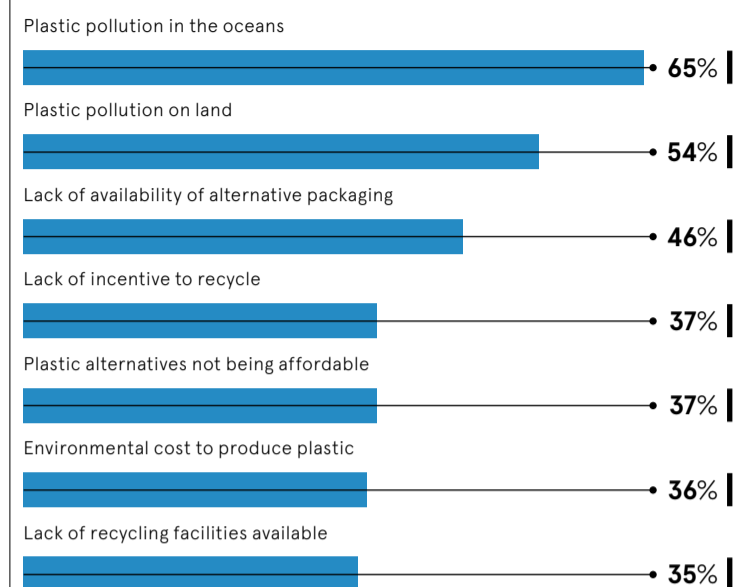 Plastic pollution in the oceans
65%
Plastic pollution on land
54%
Lack of availability of alternative packaging
46%
Lack of incentive to recycle
37%
Plastic alternatives not being affordable
37%
Environmental cost to produce plastic
36%
Lack of recycling facilities available
35%